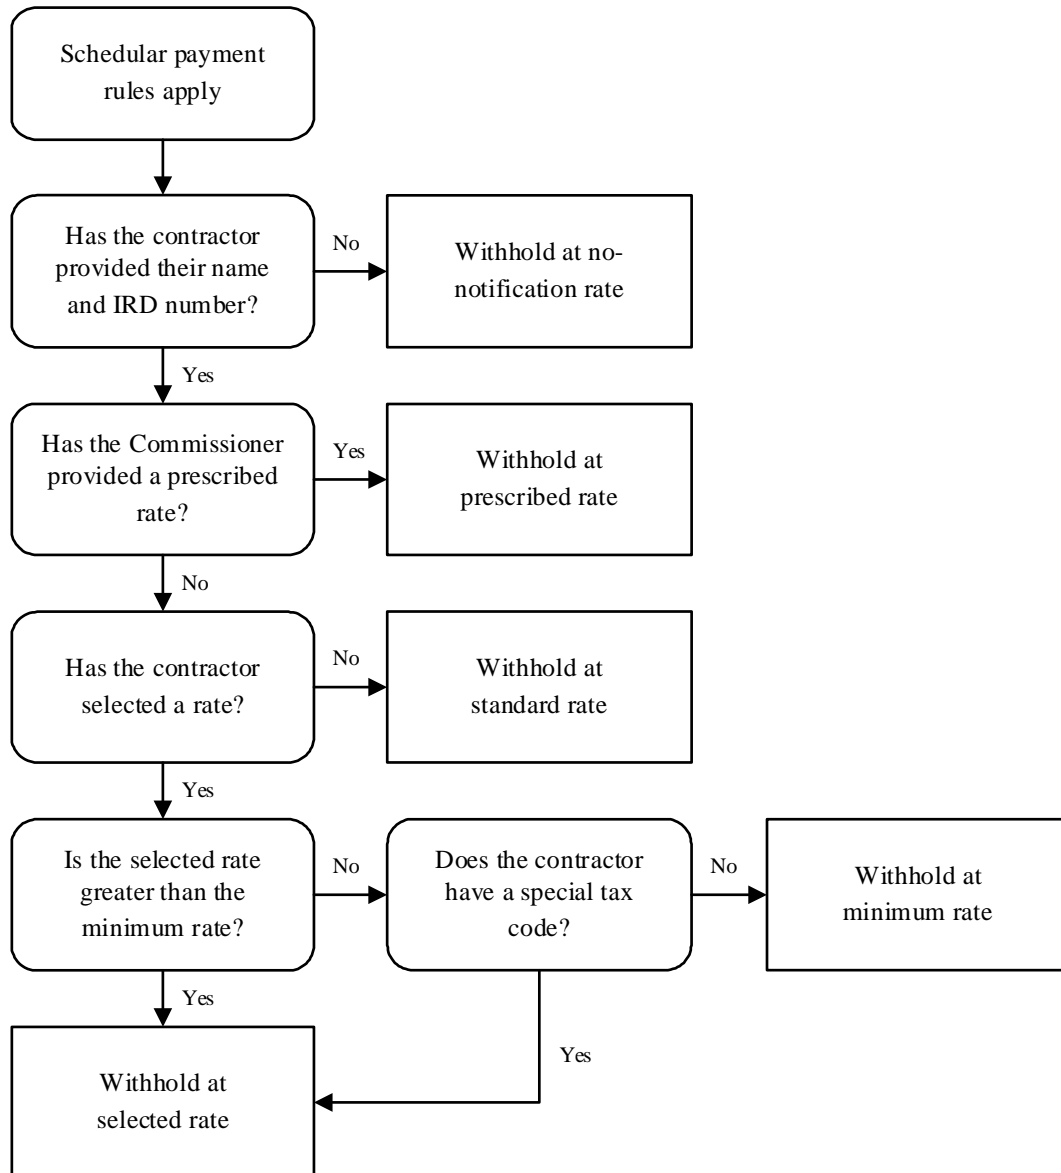 Schedular payment
rules apply
Has the contractor
provided their name
and IRD number?
No
Withhold at no-
notification rate
Yes
Has the Commissioner
provided a prescribed
rate?
Yes
Withhold at
prescribed rate
No
Has the contractor
selected a rate?
No
Withhold at
standard rate
Yes
Is the selected rate
greater than the
minimum rate?
No
Does the contractor
have a special tax
code?
No
Withhold at
minimum rate
Yes
Yes
Withhold at
selected rate